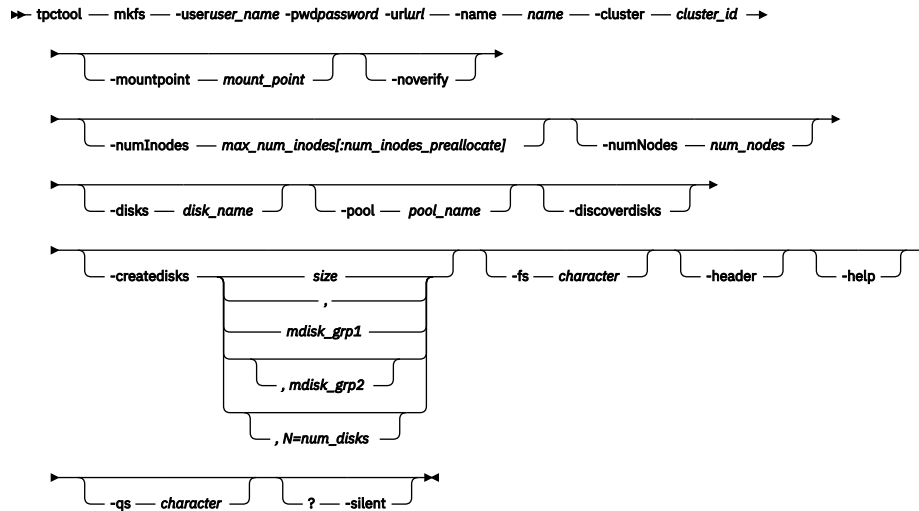 tpctool mkfs -useruser_name -pwdpassword -urlurl -name name -cluster cluster_id
-mountpoint mount_point -noverify
-numInodes max_num_inodes[:num_inodes_preallocate] -numNodes num_nodes
-disks disk_name -pool pool_name -discoverdisks
-createdisks size -fs character -header -help
,
mdisk_grp1
, mdisk_grp2
, N=num_disks
-qs character ? -silent